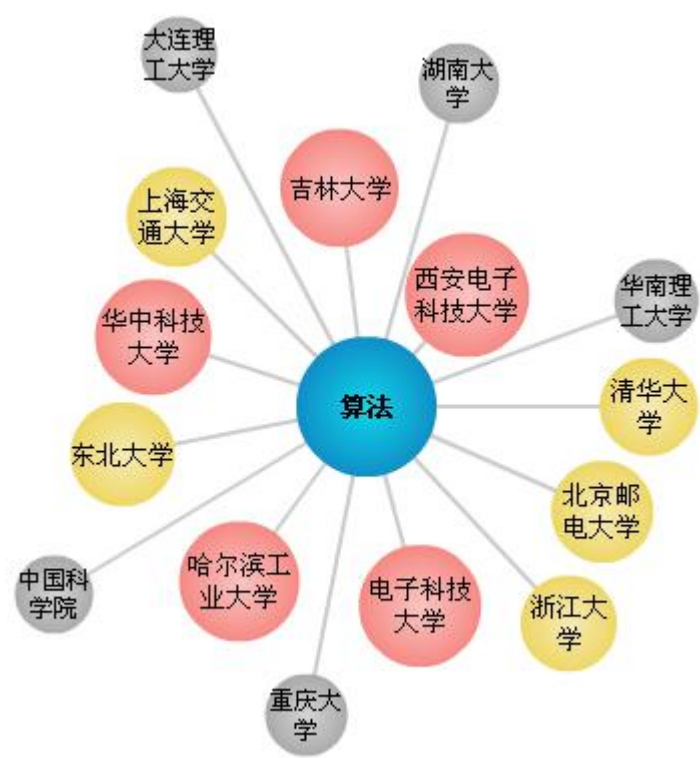 大连理
工大学
湖南大
学
吉林大学
上海交
通大学
西安电子
科技大学
华南理
工大学
华中科技
大学
算法
清华大
学
东北大学
北京邮
电大学
中国科
学院
哈尔滨工
业大学
电子科技
大学
浙江大
学
重庆大
学